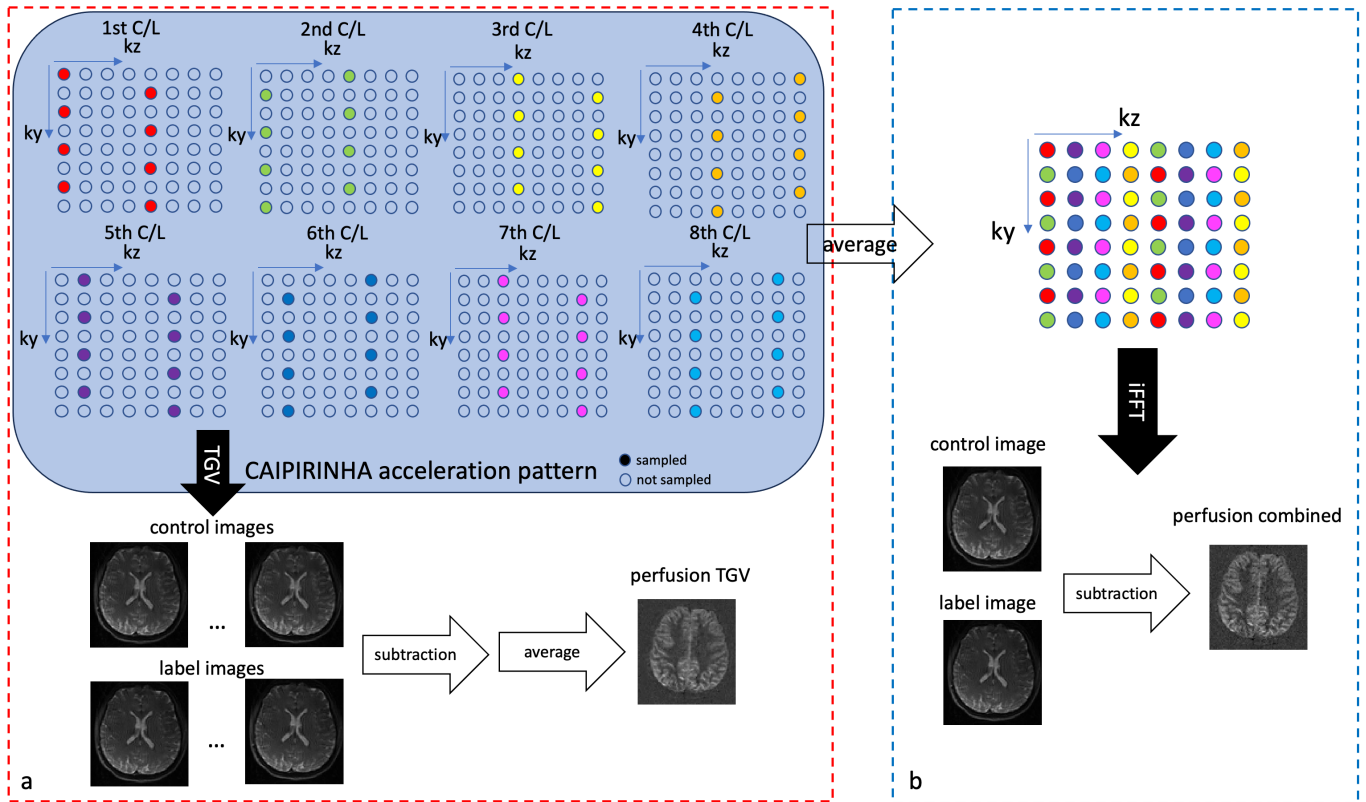 1st C/L
kz
ky
2nd C/L
kz
ky
3rd C/L
kz
ky
4th C/L
kz
ky
5th C/L
kz
ky
6th C/L
kz
ky
7th C/L
kz
ky
8th C/L
kz
ky
TGV
CAIPIRINHA acceleration pattern
sampled
not sampled
control images
...
label images
...
subtraction
average
perfusion TGV
a
average
kz
ky
iFFT
control image
label image
subtraction
perfusion combined
b